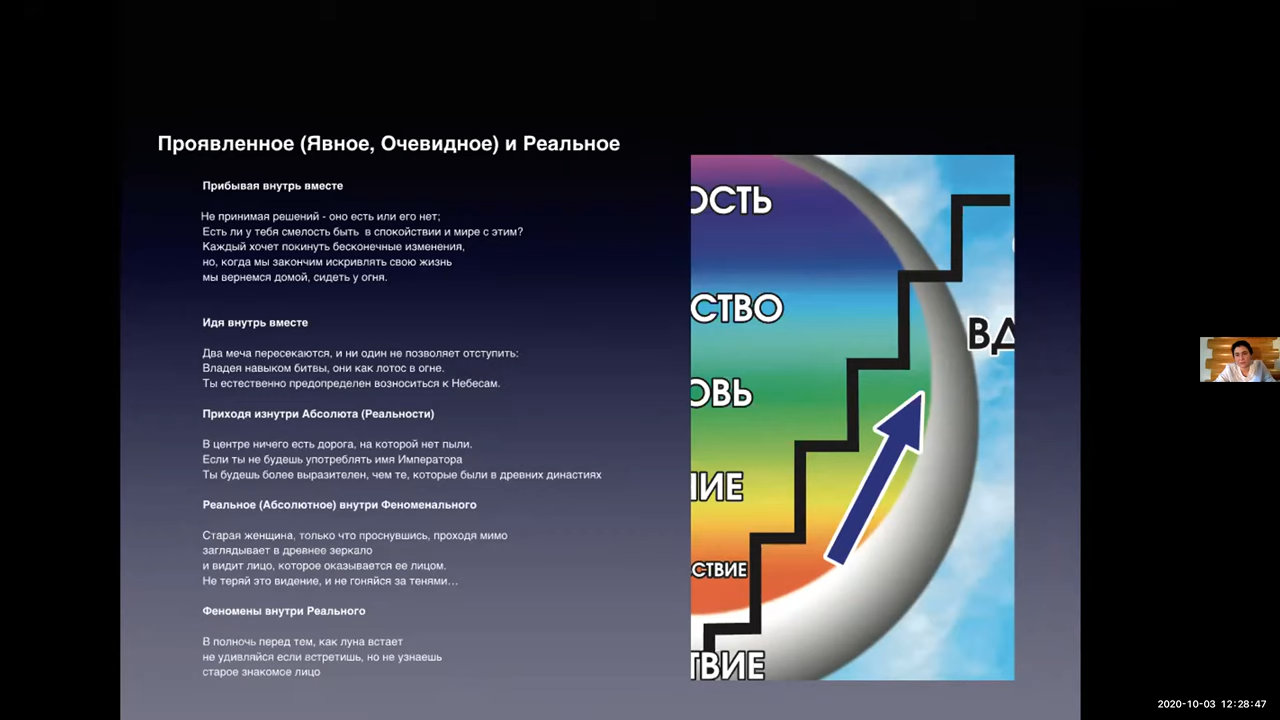 Проявленное (Явное, Очевидное) и Реальное
Прибывая внутрь вместе
Не принимая решений - оно есть или его нет;
Есть ли у тебя смелость быть в спокойствии и мире с этим?
Каждый хочет покинуть бесконечные изменения,
но, когда мы закончим искривлять свою жизнь
мы вернемся домой, сидеть у огня.
Идя внутрь вместе
Два меча пересекаются, и ни один не позволяет отступить:
Владея навыком битвы, они как лотос в огне.
Ты естественно предопределен возноситься к Небесам.
Приходя изнутри Абсолюта (Реальности)
В центре ничего есть дорога, на которой нет пыли.
Если ты не будешь употреблять имя Императора
Ты будешь более выразителен, чем те, которые были в древних династиях
Реальное (Абсолютное) внутри Феноменального
Старая женщина, только что проснувшись, проходя мимо
заглядывает в древнее зеркало
и видит лицо, которое оказывается ее лицом.
Не теряй это видение, и не гоняйся за тенями…
Феномены внутри Реального
В полночь перед тем, как луна встает
не удивляйся если встретишь, но не узнаешь
старое знакомое лицо
ОСТЬ
СТВО
ВД
ОВЬ
НИЕ
СТВИЕ
ТВИЕ
2020-10-03 12:28:47